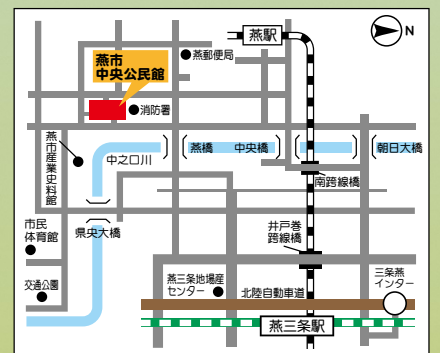 燕駅
N
燕市
中央公民館
燕郵便局
消防署
燕市産業史料館
中之口川
燕橋
中央橋
朝日大橋
南跨線橋
市民
体育館
県央大橋
井戸巻
跨線橋
交通公園
燕三条地場産
センター
北陸自動車道
三条燕
インター
燕三条駅